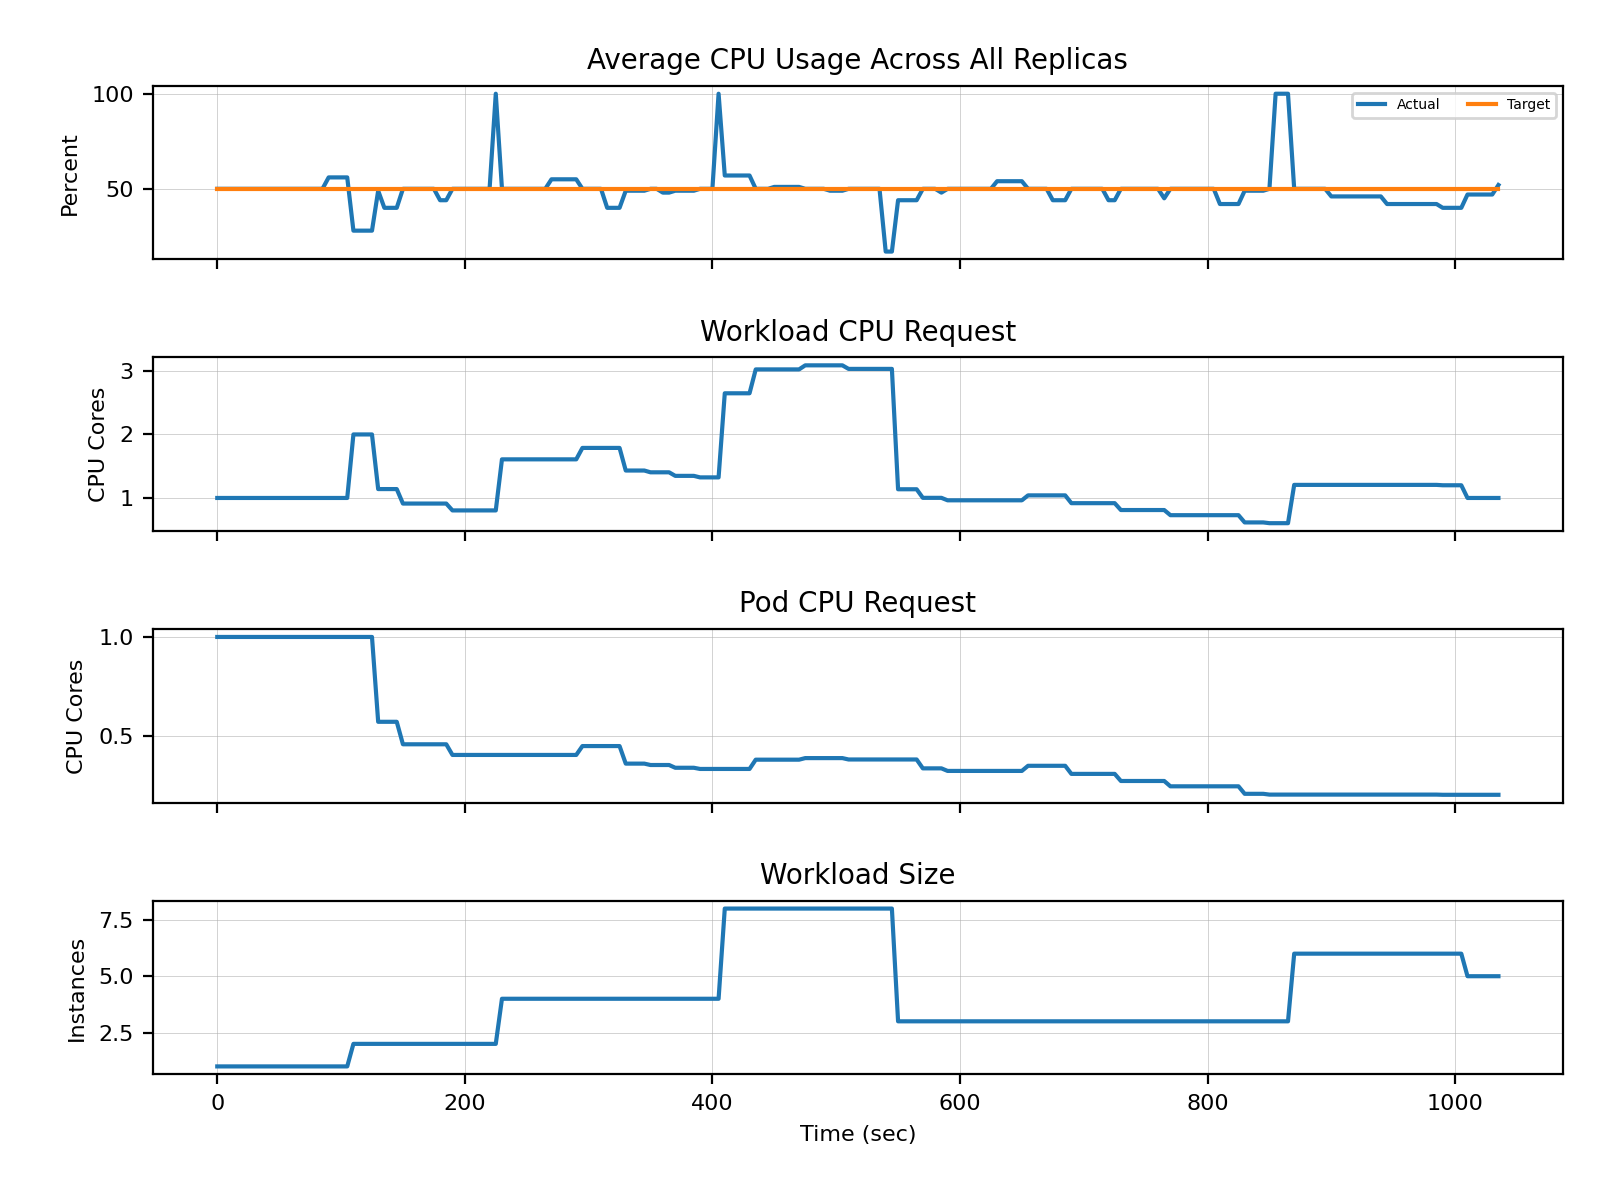 Average CPU Usage Across All Replicas
100
50
Percent
Actual
Target
Workload CPU Request
3
2
1
CPU Cores
Pod CPU Request
1.0
0.5
CPU Cores
Workload Size
7.5
5.0
2.5
Instances
0 200 400 600 800 1000
Time (sec)